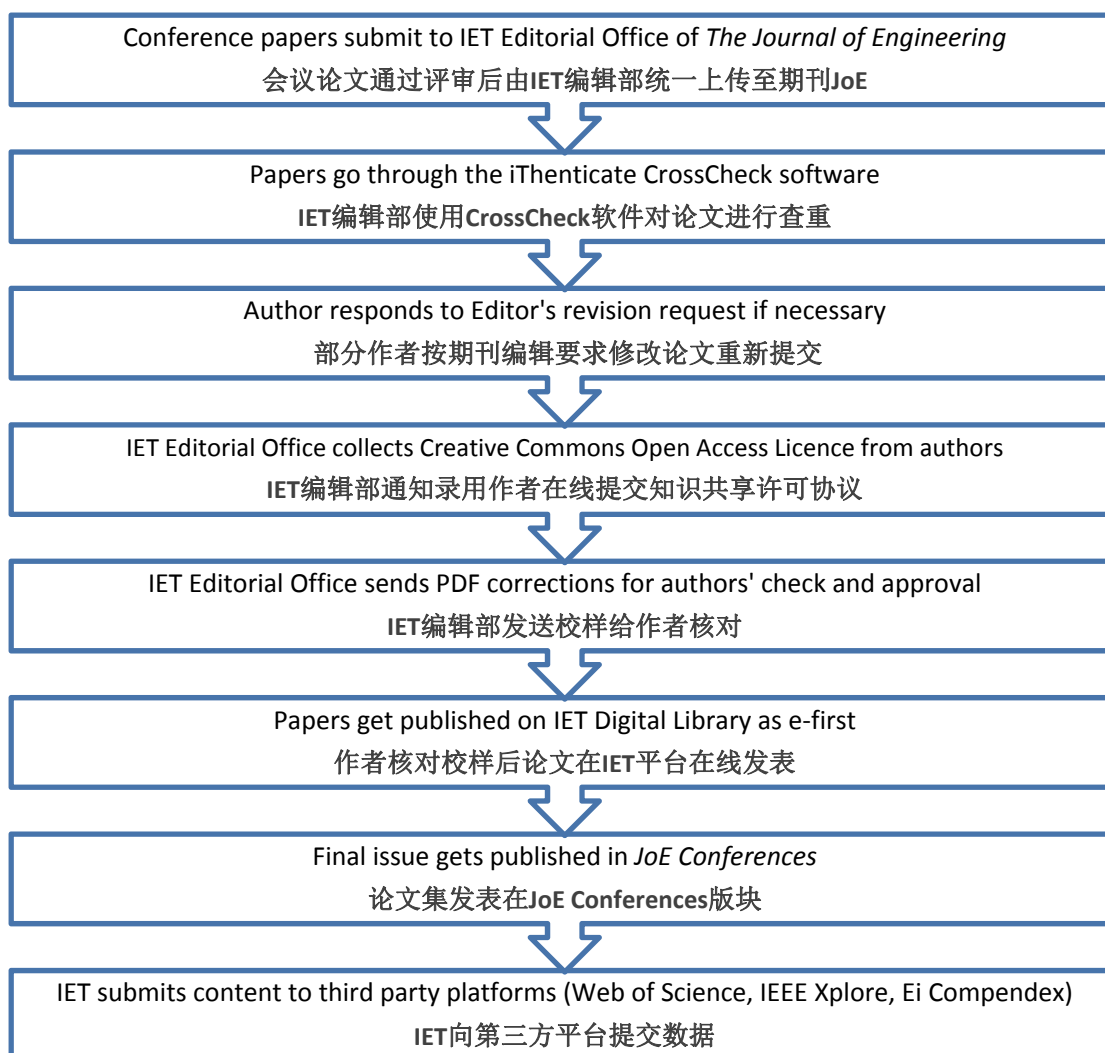 Conference papers submit to IET Editorial Office of The Journal of Engineering
会议论文通过评审后由IET编辑部统一上传至期刊JoE
Papers go through the iThenticate CrossCheck software
IET编辑部使用CrossCheck软件对论文进行查重
Author responds to Editor's revision request if necessary
部分作者按期刊编辑要求修改论文重新提交
IET Editorial Office collects Creative Commons Open Access Licence from authors
IET编辑部通知录用作者在线提交知识共享许可协议
IET Editorial Office sends PDF corrections for authors' check and approval
IET编辑部发送校样给作者核对
Papers get published on IET Digital Library as e-first
作者核对校样后论文在IET平台在线发表
Final issue gets published in JoE Conferences
论文集发表在JoE Conferences版块
IET submits content to third party platforms (Web of Science, IEEE Xplore, Ei Compendex)
IET向第三方平台提交数据